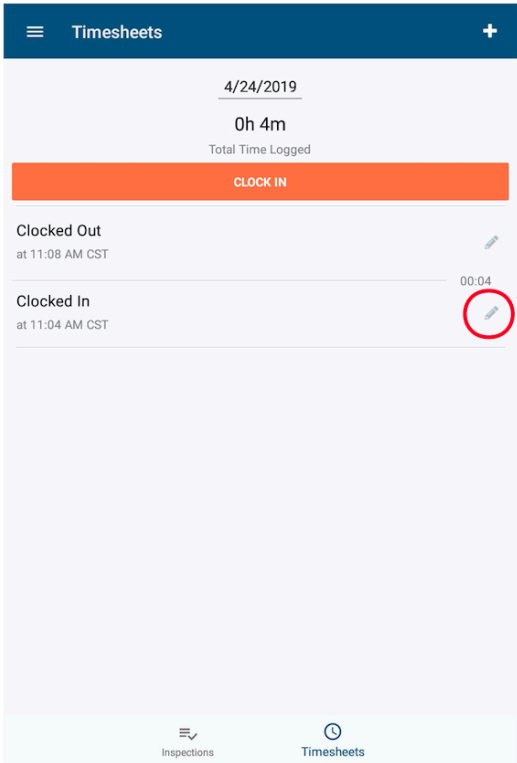 Timesheets
4/24/2019
0h 4m
Total Time Logged
CLOCK IN
Clocked Out
at 11:08 AM CST
00:04
Clocked In
at 11:04 AM CST
Inspections
Timesheets